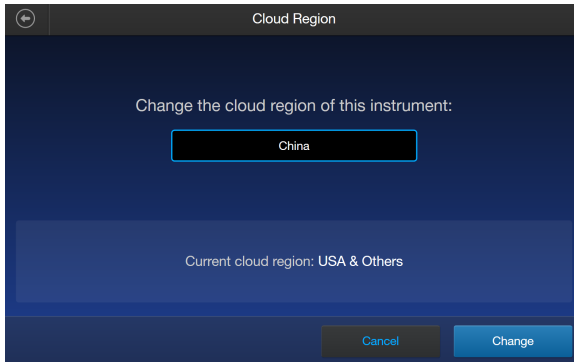 Cloud Region
Change the cloud region of this instrument:
China
Current cloud region: USA & Others
Cancel
Change